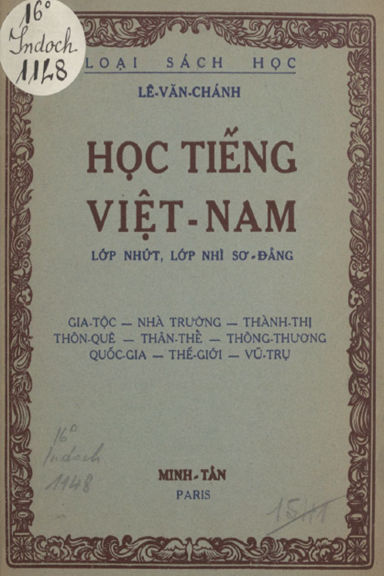 16°
Indoch
1148
LOẠI SÁCH HỌC
LÊ-VĂN-CHÁNH
HỌC TIẾNG
VIỆT-NAM
LỚP NHỨT, LỚP NHÌ SƠ-ĐẲNG
GIA-TỘC — NHÀ TRƯỜNG — THÀNH-THỊ
THÔN-QUÊ — THÂN-THỂ — THÔNG-THƯƠNG
QUỐC-GIA — THẾ-GIỚI — VŨ-TRỤ
16°
Indoch
1148
MINH-TÂN
PARIS